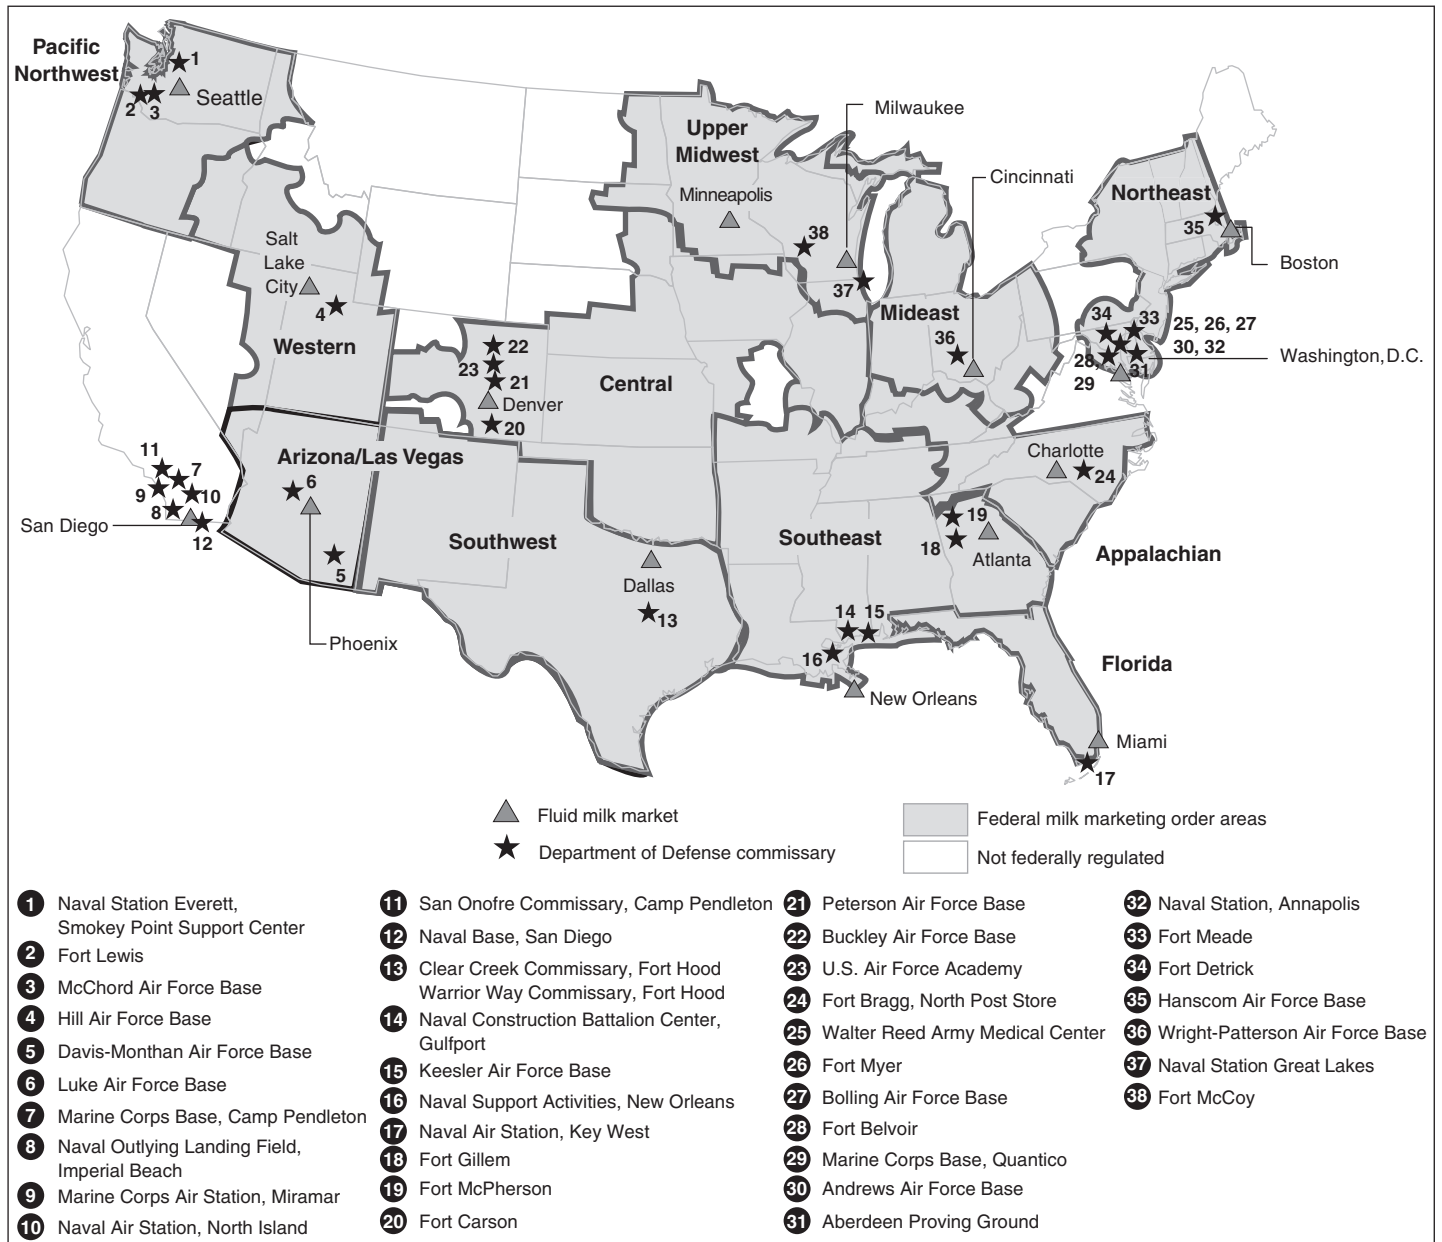 Pacific
Northwest
1
2
3
Seattle
Upper
Midwest
Minneapolis
Milwaukee
38
37
Cincinnati
Northeast
35
Boston
Salt
Lake
City
4
Western
Mideast
36
34
33
25, 26, 27
30, 32
28,
29
31
Washington, D.C.
22
23
21
Denver
20
Central
Arizona/Las Vegas
6
5
Phoenix
11
7
9
10
8
12
San Diego
Southwest
Dallas
13
Southeast
14
15
16
New Orleans
Charlotte
24
19
18
Atlanta
Appalachian
Florida
Miami
17
Fluid milk market
Department of Defense commissary
Federal milk marketing order areas
Not federally regulated
1 Naval Station Everett,
Smokey Point Support Center
2 Fort Lewis
3 McChord Air Force Base
4 Hill Air Force Base
5 Davis-Monthan Air Force Base
6 Luke Air Force Base
7 Marine Corps Base, Camp Pendleton
8 Naval Outlying Landing Field,
Imperial Beach
9 Marine Corps Air Station, Miramar
10 Naval Air Station, North Island
11 San Onofre Commissary, Camp Pendleton
12 Naval Base, San Diego
13 Clear Creek Commissary, Fort Hood
Warrior Way Commissary, Fort Hood
14 Naval Construction Battalion Center,
Gulfport
15 Keesler Air Force Base
16 Naval Support Activities, New Orleans
17 Naval Air Station, Key West
18 Fort Gillem
19 Fort McPherson
20 Fort Carson
21 Peterson Air Force Base
22 Buckley Air Force Base
23 U.S. Air Force Academy
24 Fort Bragg, North Post Store
25 Walter Reed Army Medical Center
26 Fort Myer
27 Bolling Air Force Base
28 Fort Belvoir
29 Marine Corps Base, Quantico
30 Andrews Air Force Base
31 Aberdeen Proving Ground
32 Naval Station, Annapolis
33 Fort Meade
34 Fort Detrick
35 Hanscom Air Force Base
36 Wright-Patterson Air Force Base
37 Naval Station Great Lakes
38 Fort McCoy